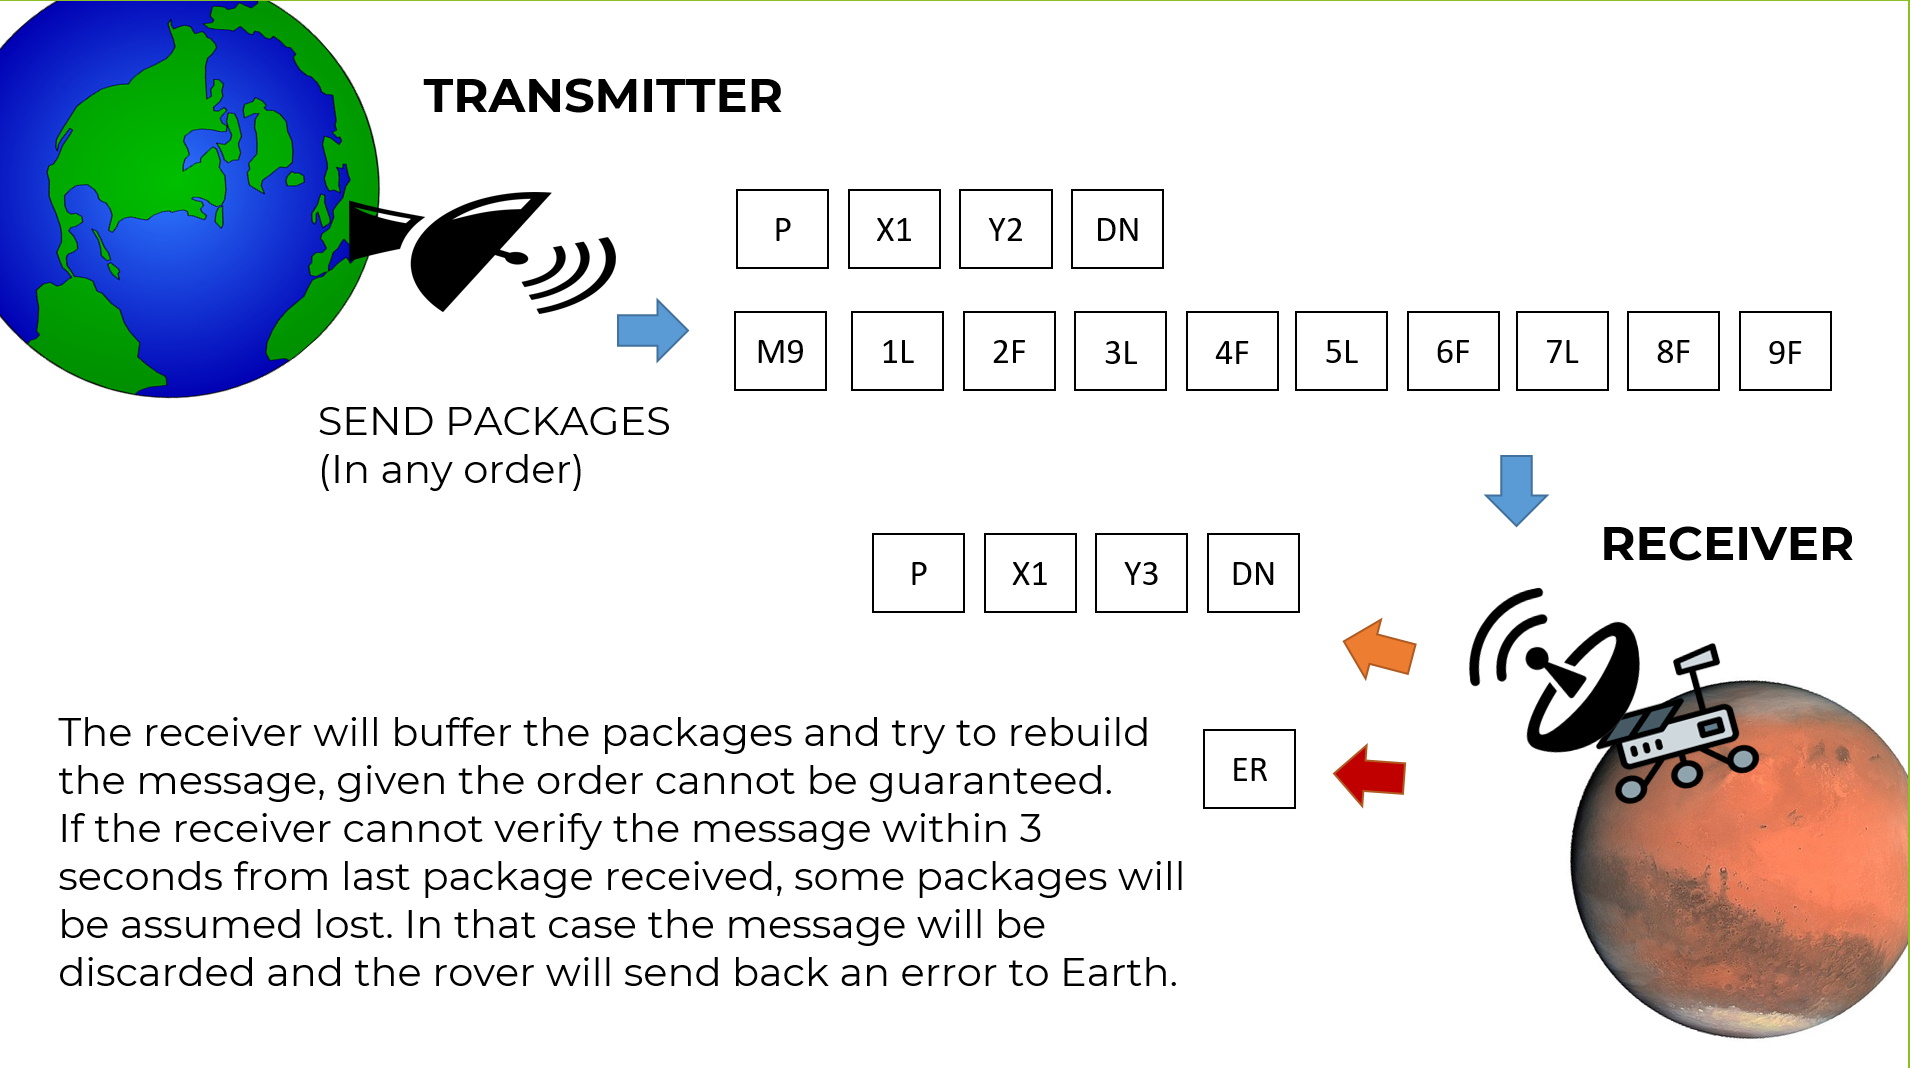 TRANSMITTER
P X1 Y2 DN
M9 1L 2F 3L 4F 5L 6F 7L 8F 9F
SEND PACKAGES
(In any order)
RECEIVER
P X1 Y3 DN
The receiver will buffer the packages and try to rebuild
the message, given the order cannot be guaranteed.
If the receiver cannot verify the message within 3
seconds from last package received, some packages will
be assumed lost. In that case the message will be
discarded and the rover will send back an error to Earth.
ER